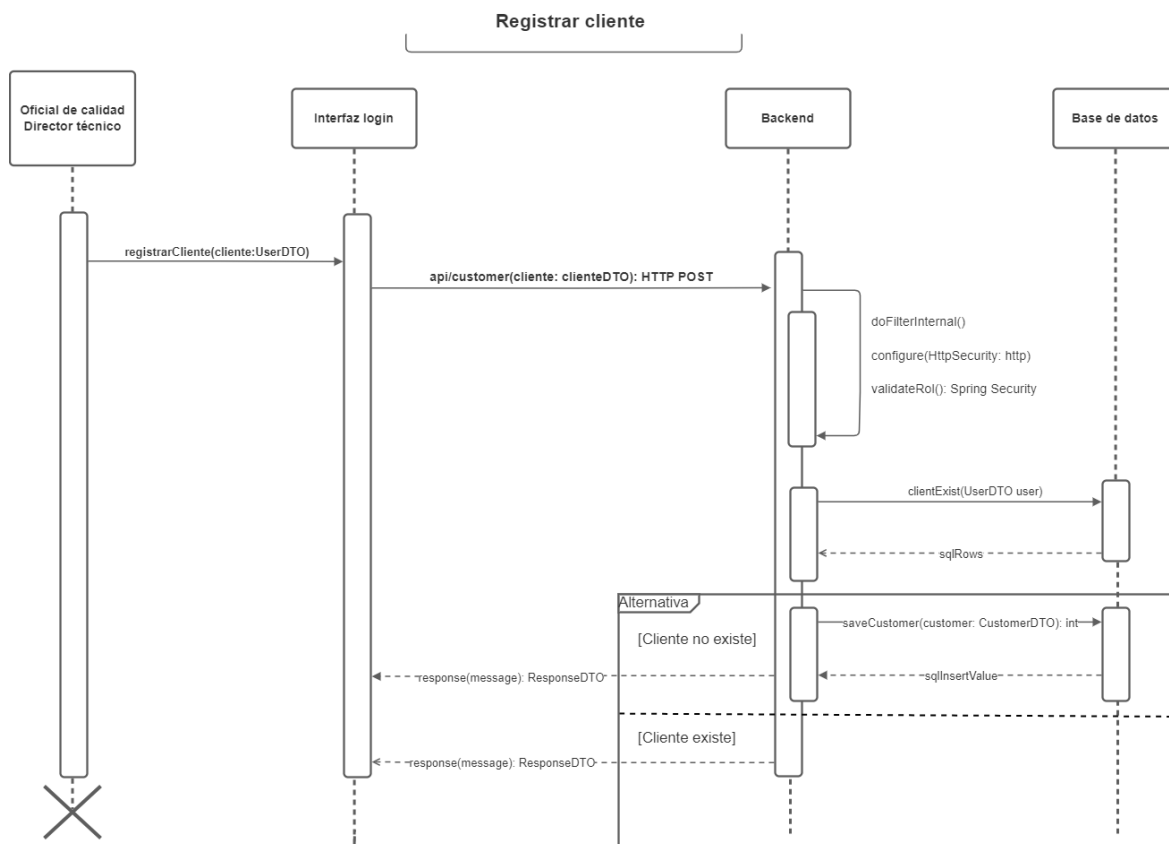 Registrar cliente
Oficial de calidad
Director técnico
Interfaz login
Backend
Base de datos
registrarCliente(cliente:UserDTO)
api/customer(cliente: clienteDTO): HTTP POST
doFilterInternal()
configure(HttpSecurity: http)
validateRol(): Spring Security
clientExist(UserDTO user)
sqlRows
Alternativa
saveCustomer(customer: CustomerDTO): int
[Cliente no existe]
response(message): ResponseDTO
sqlInsertValue
[Cliente existe]
response(message): ResponseDTO